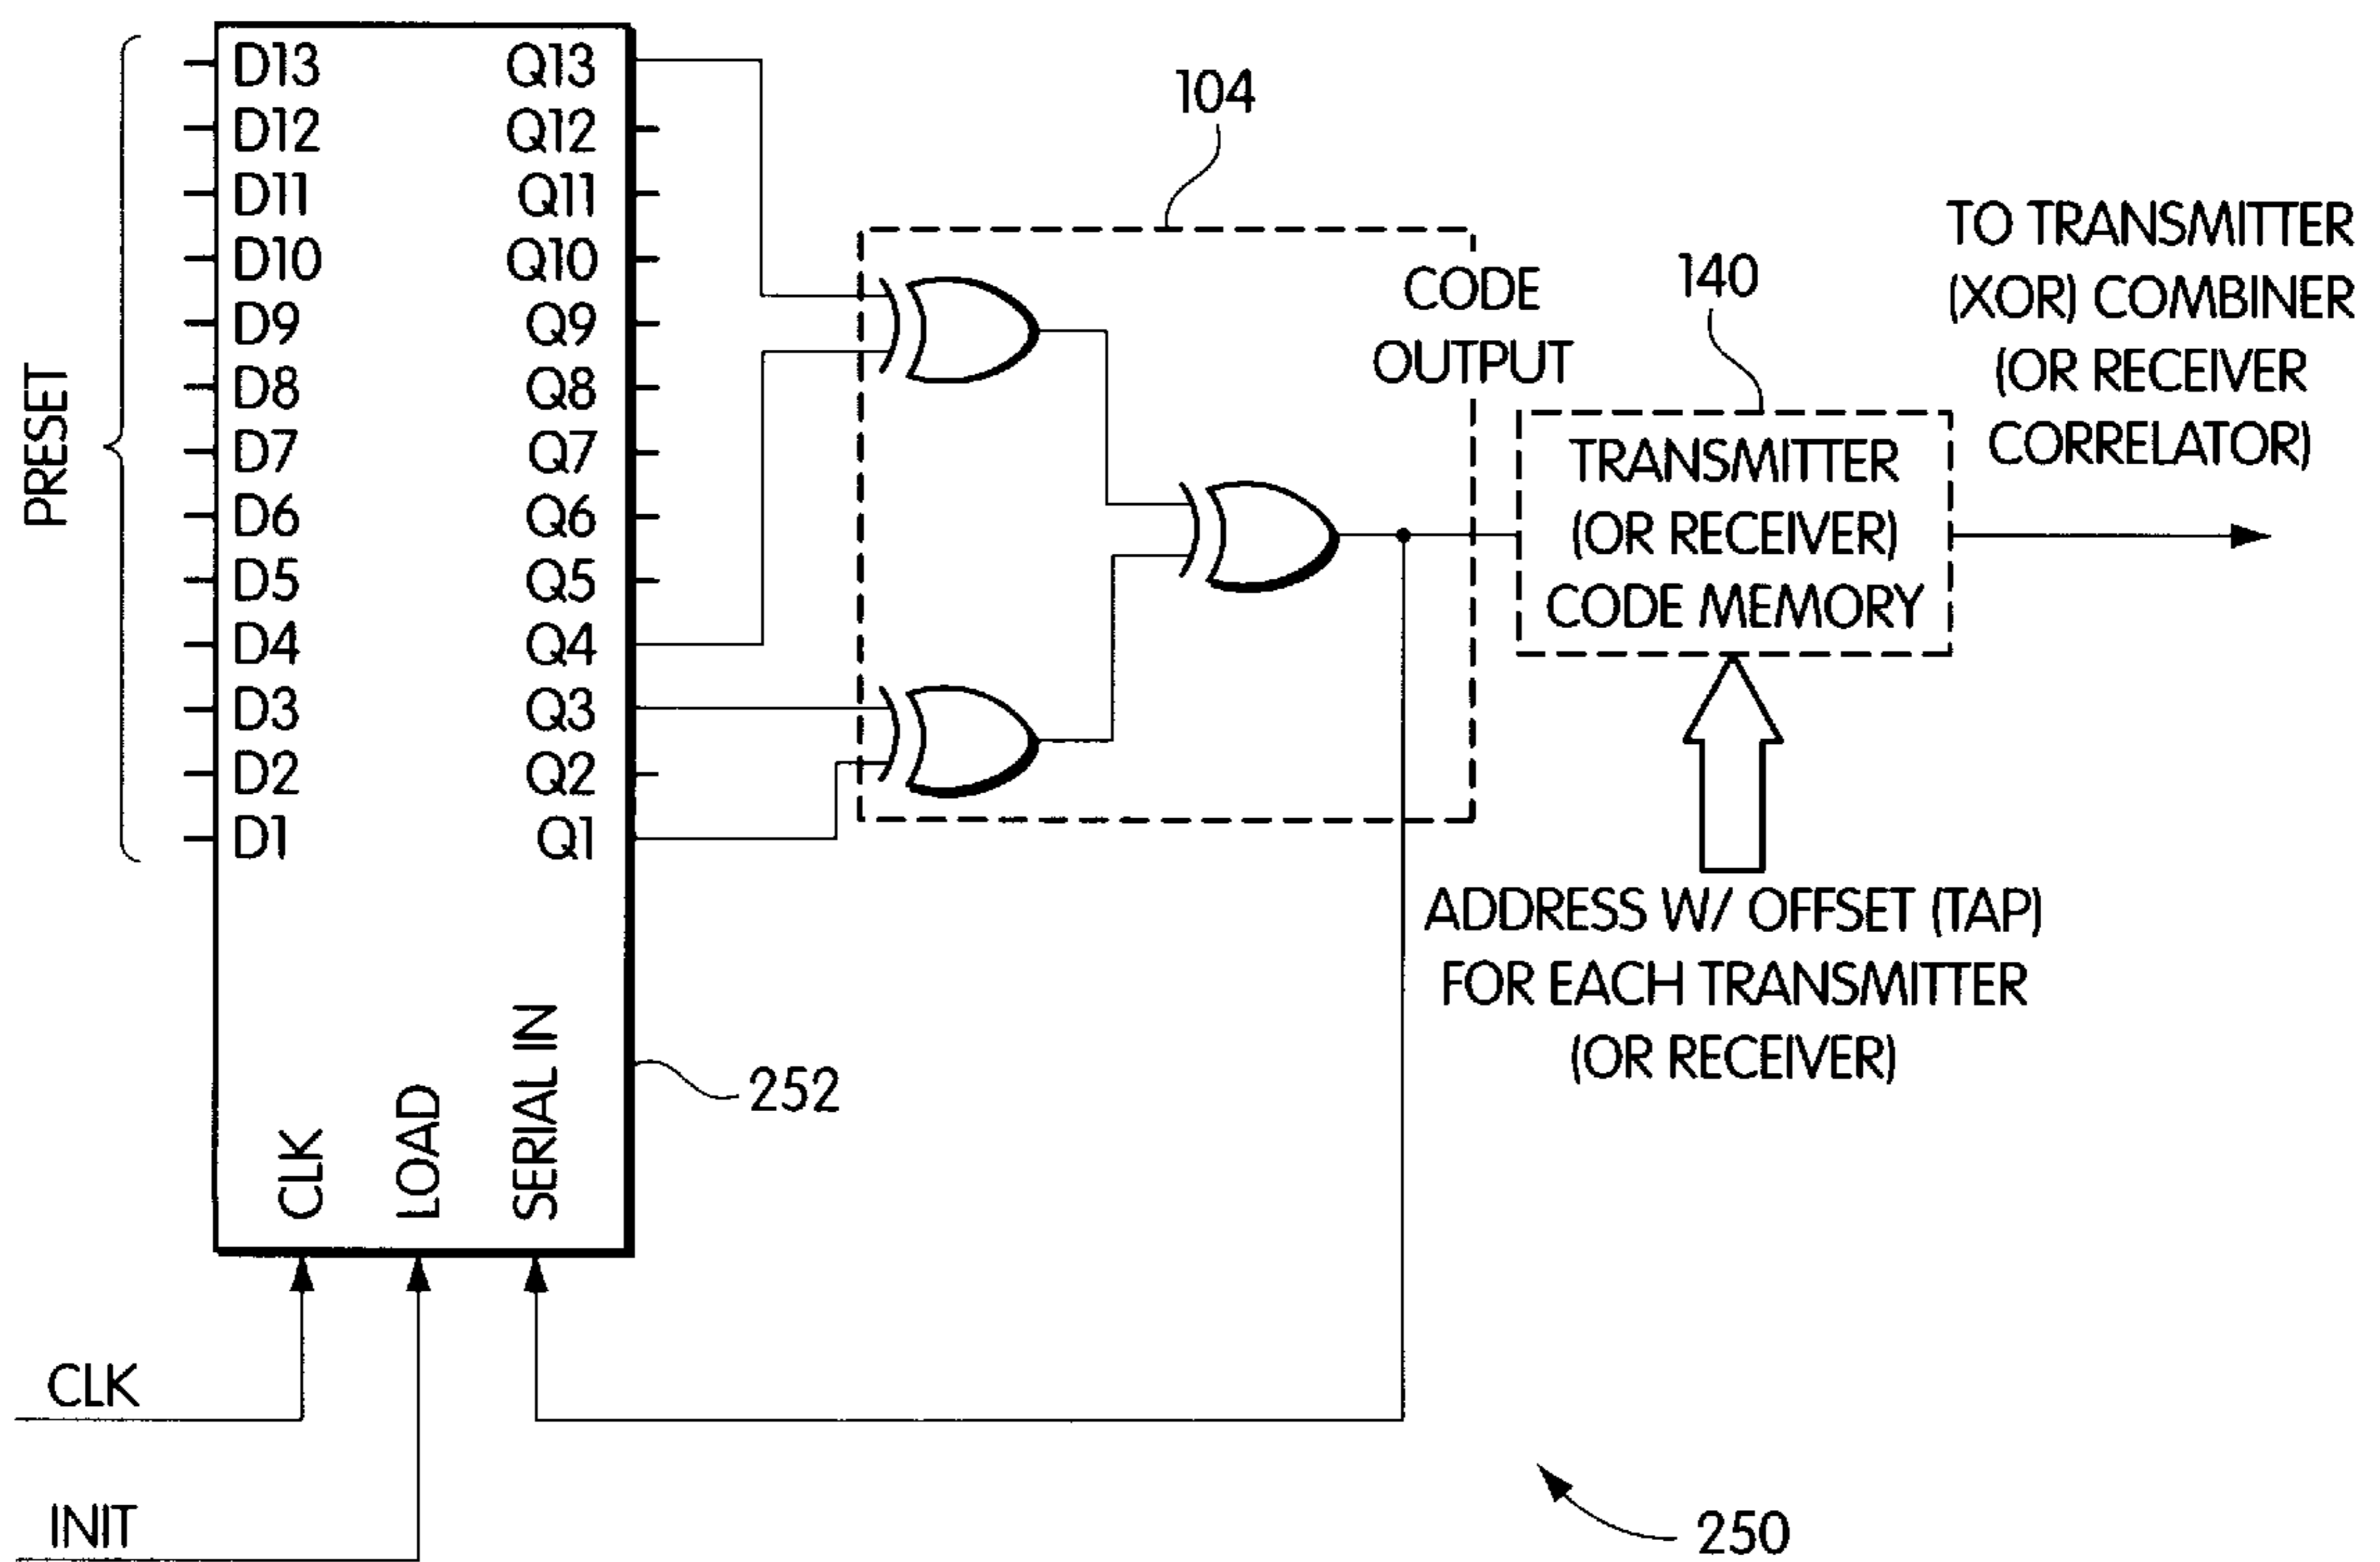 PRESET
D13
D12
D11
D10
D9
D8
D7
D6
D5
D4
D3
D2
D1
Q13
Q12
Q11
Q10
Q9
Q8
Q7
Q6
Q5
Q4
Q3
Q2
Q1
CLK
LOAD
SERIAL IN
252
CLK
INIT
104
CODE
OUTPUT
140
TRANSMITTER
(OR RECEIVER)
CODE MEMORY
TO TRANSMITTER
(XOR) COMBINER
(OR RECEIVER
CORRELATOR)
ADDRESS W/ OFFSET (TAP)
FOR EACH TRANSMITTER
(OR RECEIVER)
250